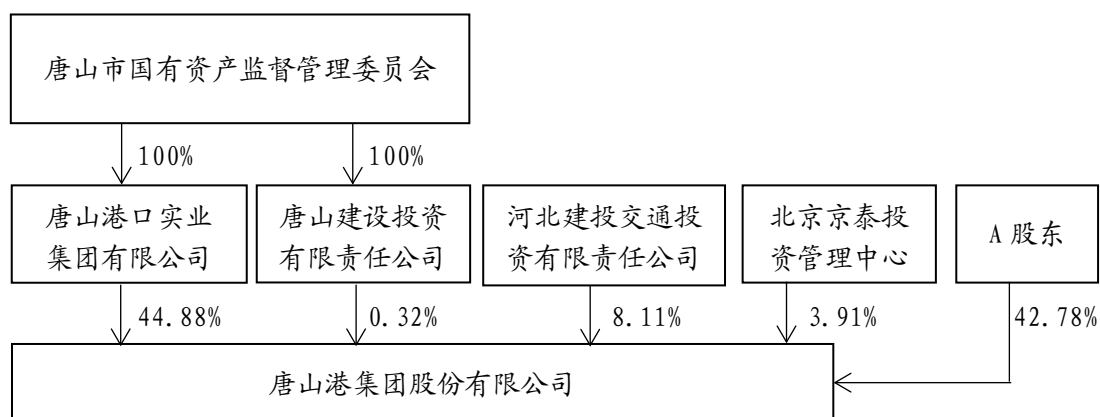 唐山市国有资产监督管理委员会
100%
100%
唐山港口实业
集团有限公司
唐山建设投资
有限责任公司
河北建投交通投
资有限责任公司
北京京泰投
资管理中心
A 股东
44.88%
0.32%
8.11%
3.91%
42.78%
唐山港集团股份有限公司